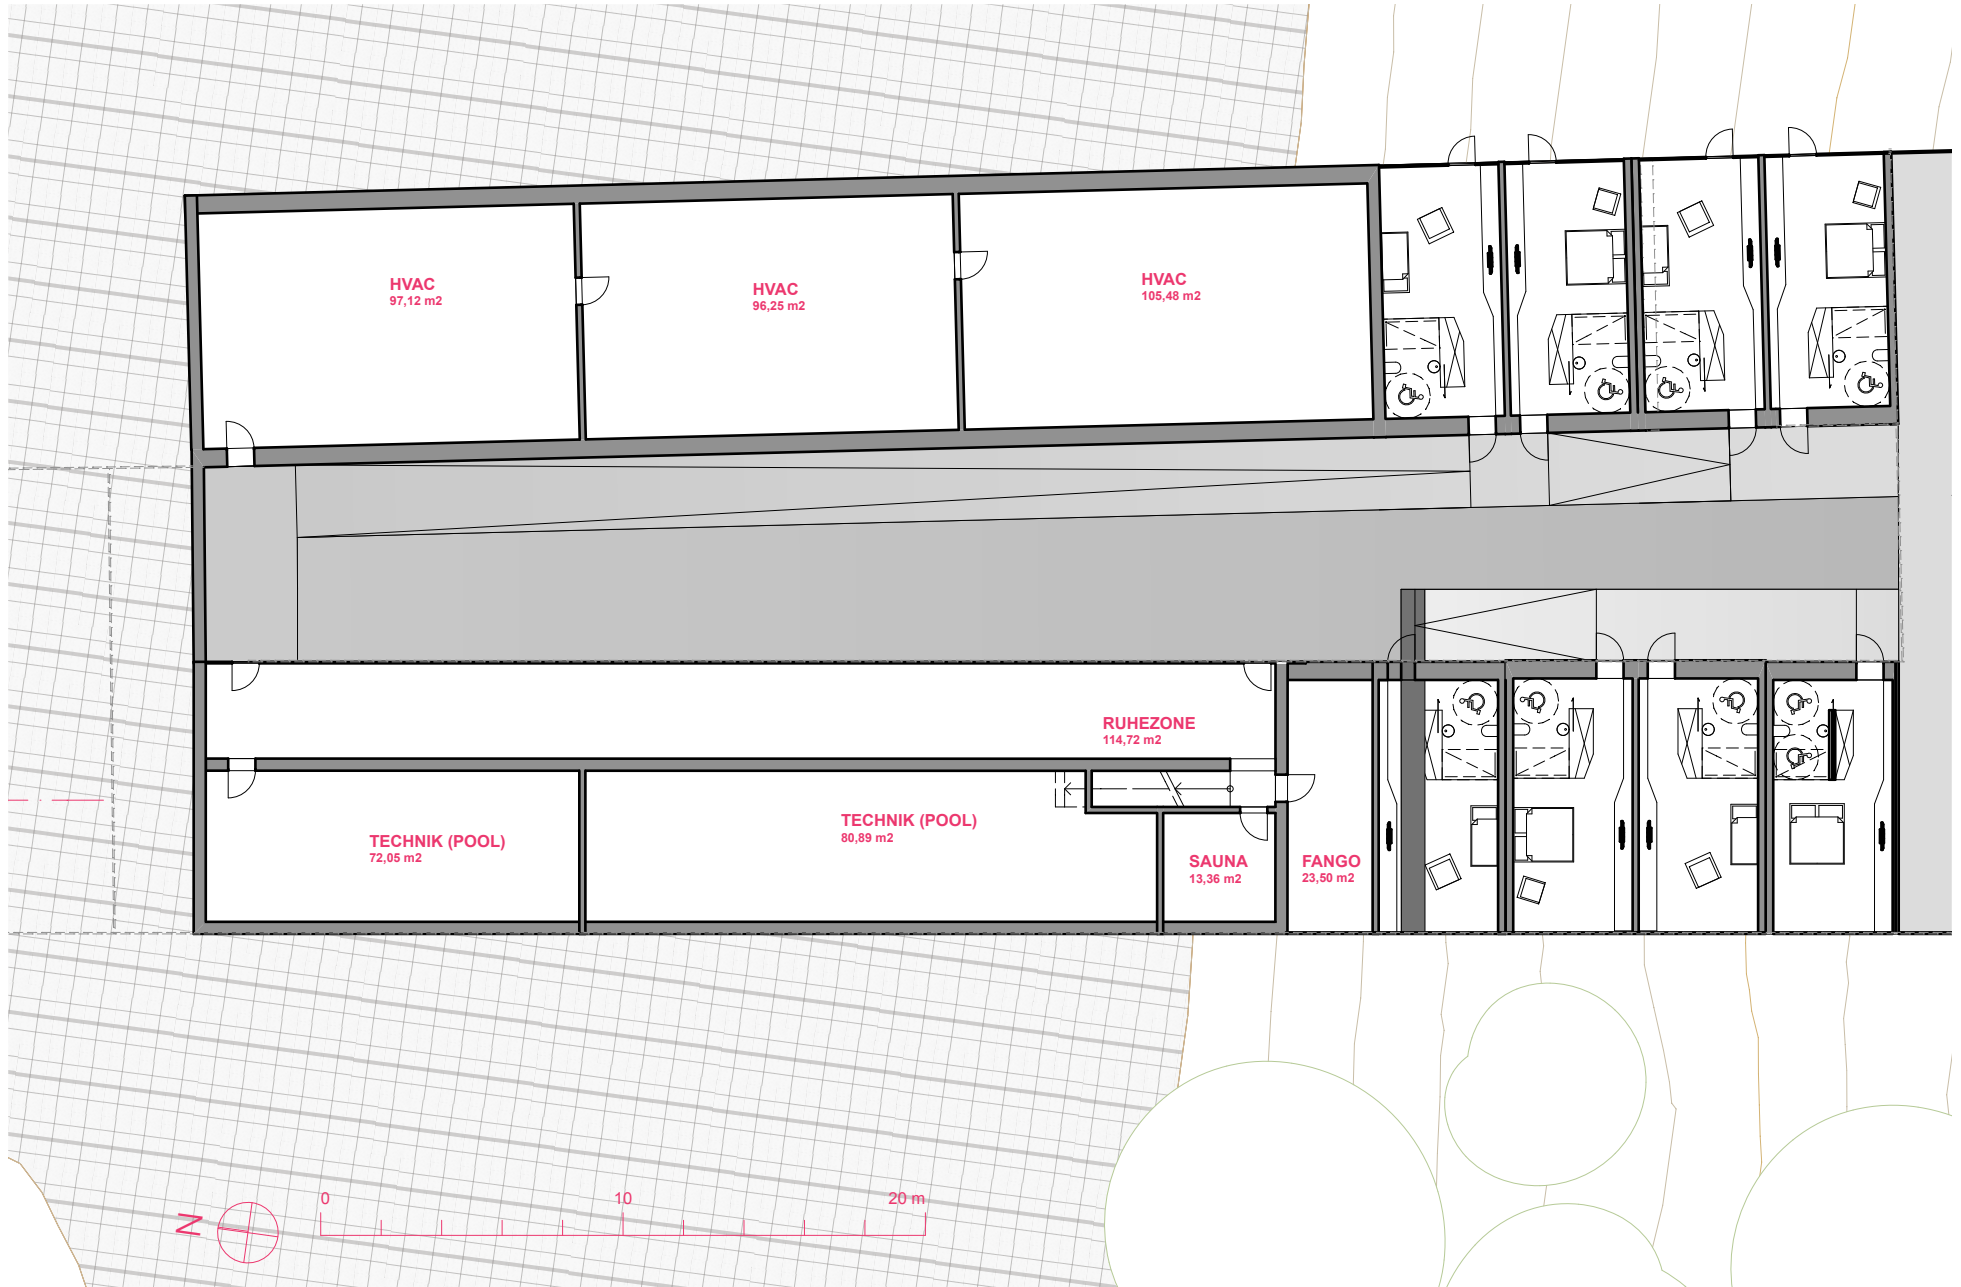 HVAC
97,12 m2
HVAC
96,25 m2
HVAC
105,48 m2
RUHEZONE
114,72 m2
TECHNIK (POOL)
72,05 m2
TECHNIK (POOL)
80,89 m2
SAUNA
13,36 m2
FANGO
23,50 m2
N
0 10 20 m